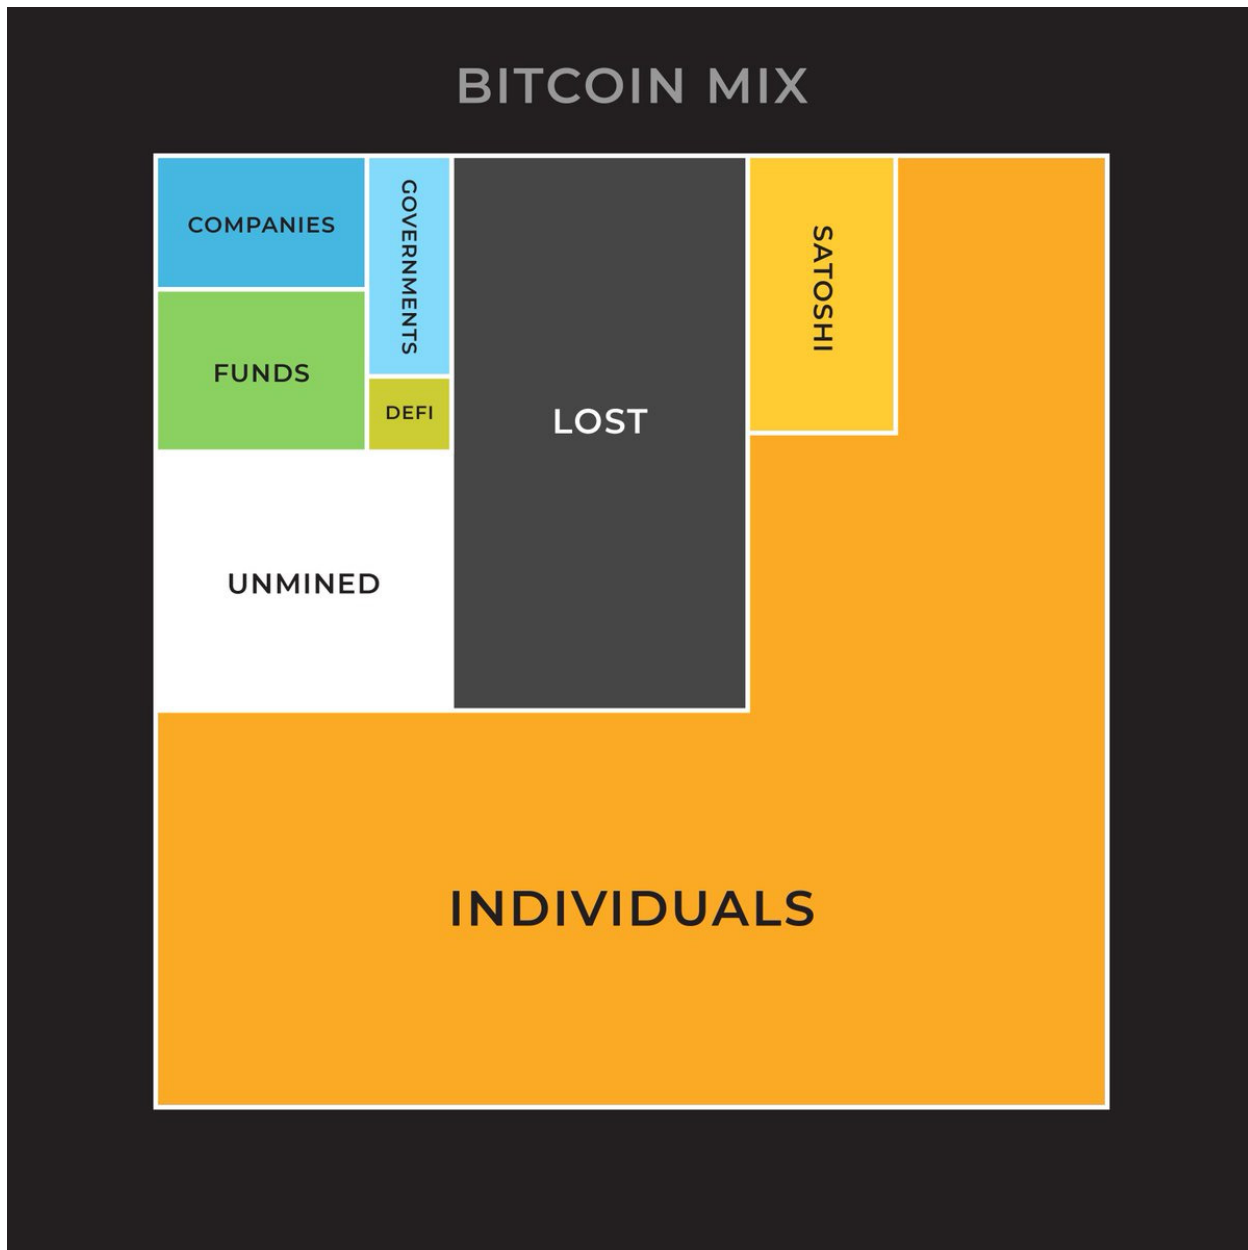 BITCOIN MIX
COMPANIES
GOVERNMENTS
FUNDS
DEFI
UNMINED
LOST
SATOSHI
INDIVIDUALS